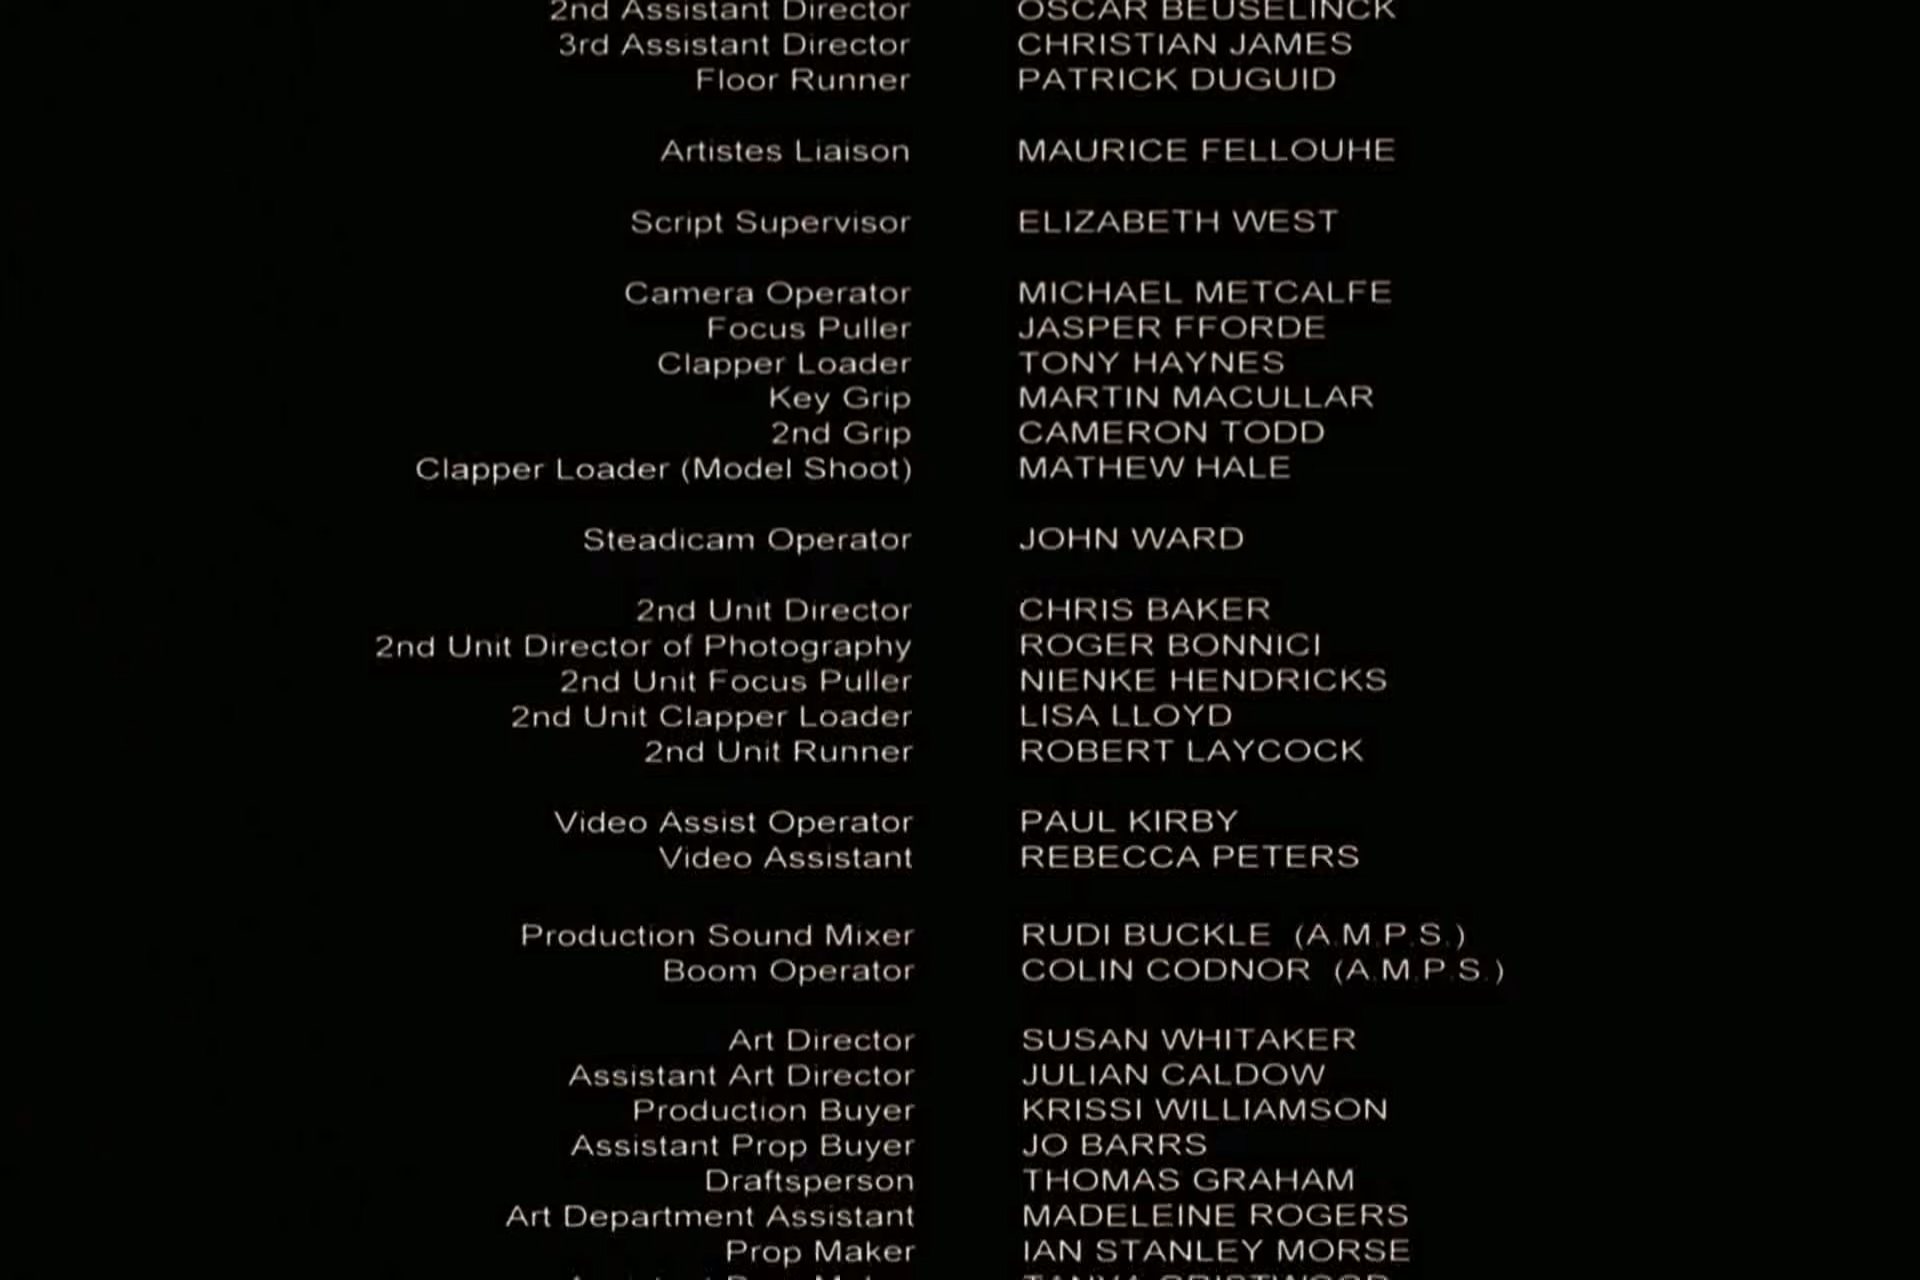 2nd Assistant Director OSCAR BEUSELINCK
3rd Assistant Director CHRISTIAN JAMES
Floor Runner PATRICK DUGUID
Artistes Liaison MAURICE FELLOUHE
Script Supervisor ELIZABETH WEST
Camera Operator MICHAEL METCALFE
Focus Puller JASPER FFORDE
Clapper Loader TONY HAYNES
Key Grip MARTIN MACULLAR
2nd Grip CAMERON TODD
Clapper Loader (Model Shoot) MATHEW HALE
Steadicam Operator JOHN WARD
2nd Unit Director CHRIS BAKER
2nd Unit Director of Photography ROGER BONNICI
2nd Unit Focus Puller NIENKE HENDRICKS
2nd Unit Clapper Loader LISA LLOYD
2nd Unit Runner ROBERT LAYCOCK
Video Assist Operator PAUL KIRBY
Video Assistant REBECCA PETERS
Production Sound Mixer RUDI BUCKLE (A.M.P.S.)
Boom Operator COLIN CODNOR (A.M.P.S.)
Art Director SUSAN WHITAKER
Assistant Art Director JULIAN CALDOW
Production Buyer KRISSI WILLIAMSON
Assistant Prop Buyer JO BARRS
Draftsperson THOMAS GRAHAM
Art Department Assistant MADELEINE ROGERS
Prop Maker IAN STANLEY MORSE